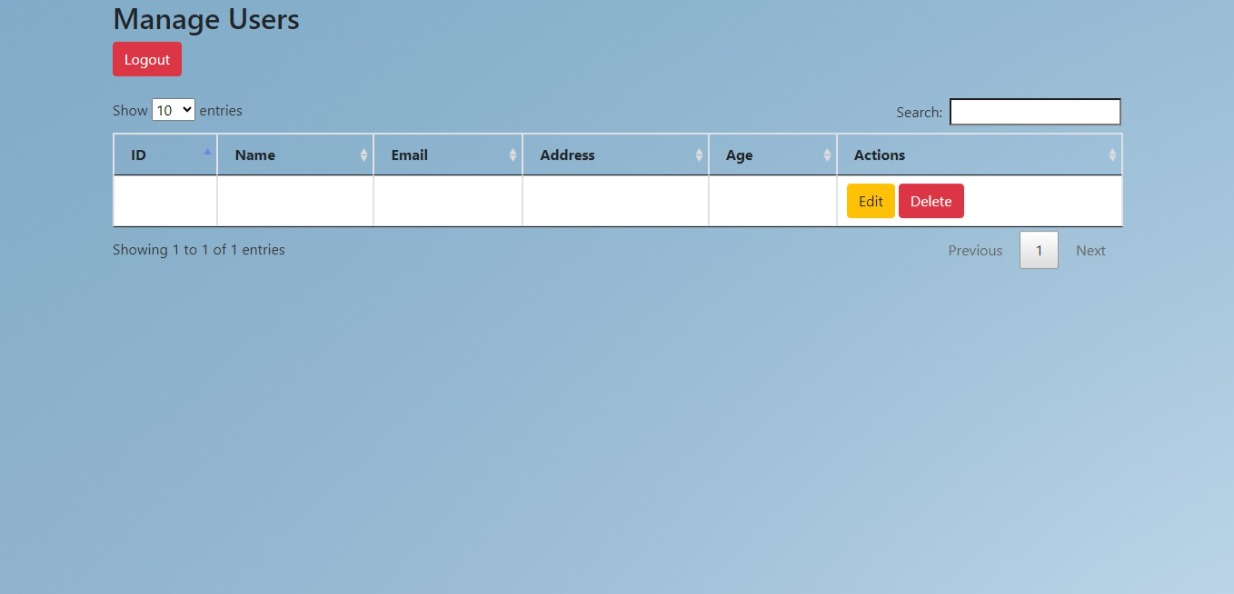 Manage Users
Logout
Show 10 entries
Search:
ID Name Email Address Age Actions
Edit Delete
Showing 1 to 1 of 1 entries
Previous 1 Next